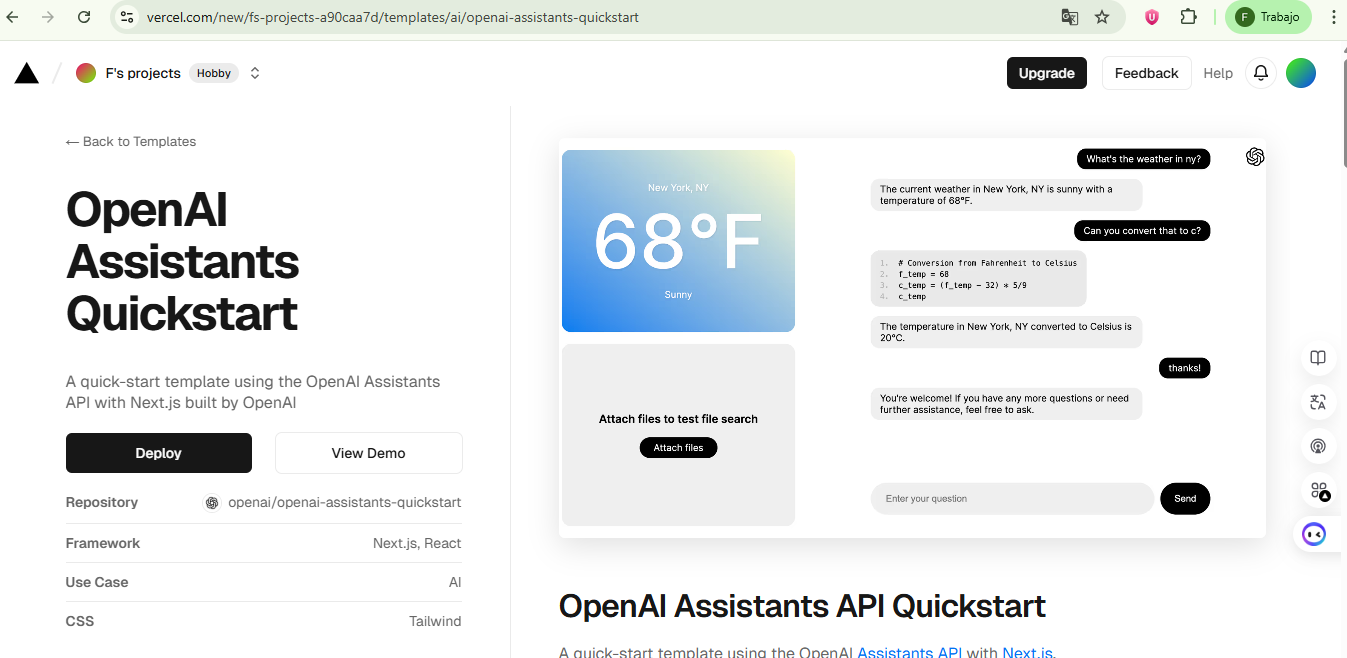 vercel.com/new/fs-projects-a90caa7d/templates/ai/openai-assistants-quickstart
F
Trabajo
F's projects
Hobby
Upgrade
Feedback
Help
← Back to Templates
OpenAI
Assistants
Quickstart
A quick-start template using the OpenAI Assistants
API with Next.js built by OpenAI
Deploy
View Demo
Repository
openai/openai-assistants-quickstart
Framework
Next.js, React
Use Case
AI
CSS
Tailwind
New York, NY
68°F
Sunny
Attach files to test file search
Attach files
What's the weather in ny?
The current weather in New York, NY is sunny with a
temperature of 68°F.
Can you convert that to c?
1. # Conversion from Fahrenheit to Celsius
2. f_temp = 68
3. c_temp = (f_temp − 32) * 5/9
4. c_temp
The temperature in New York, NY converted to Celsius is
20°C.
thanks!
You're welcome! If you have any more questions or need
further assistance, feel free to ask.
Enter your question
Send
OpenAI Assistants API Quickstart
A quick-start template using the OpenAI Assistants API with Next.js.